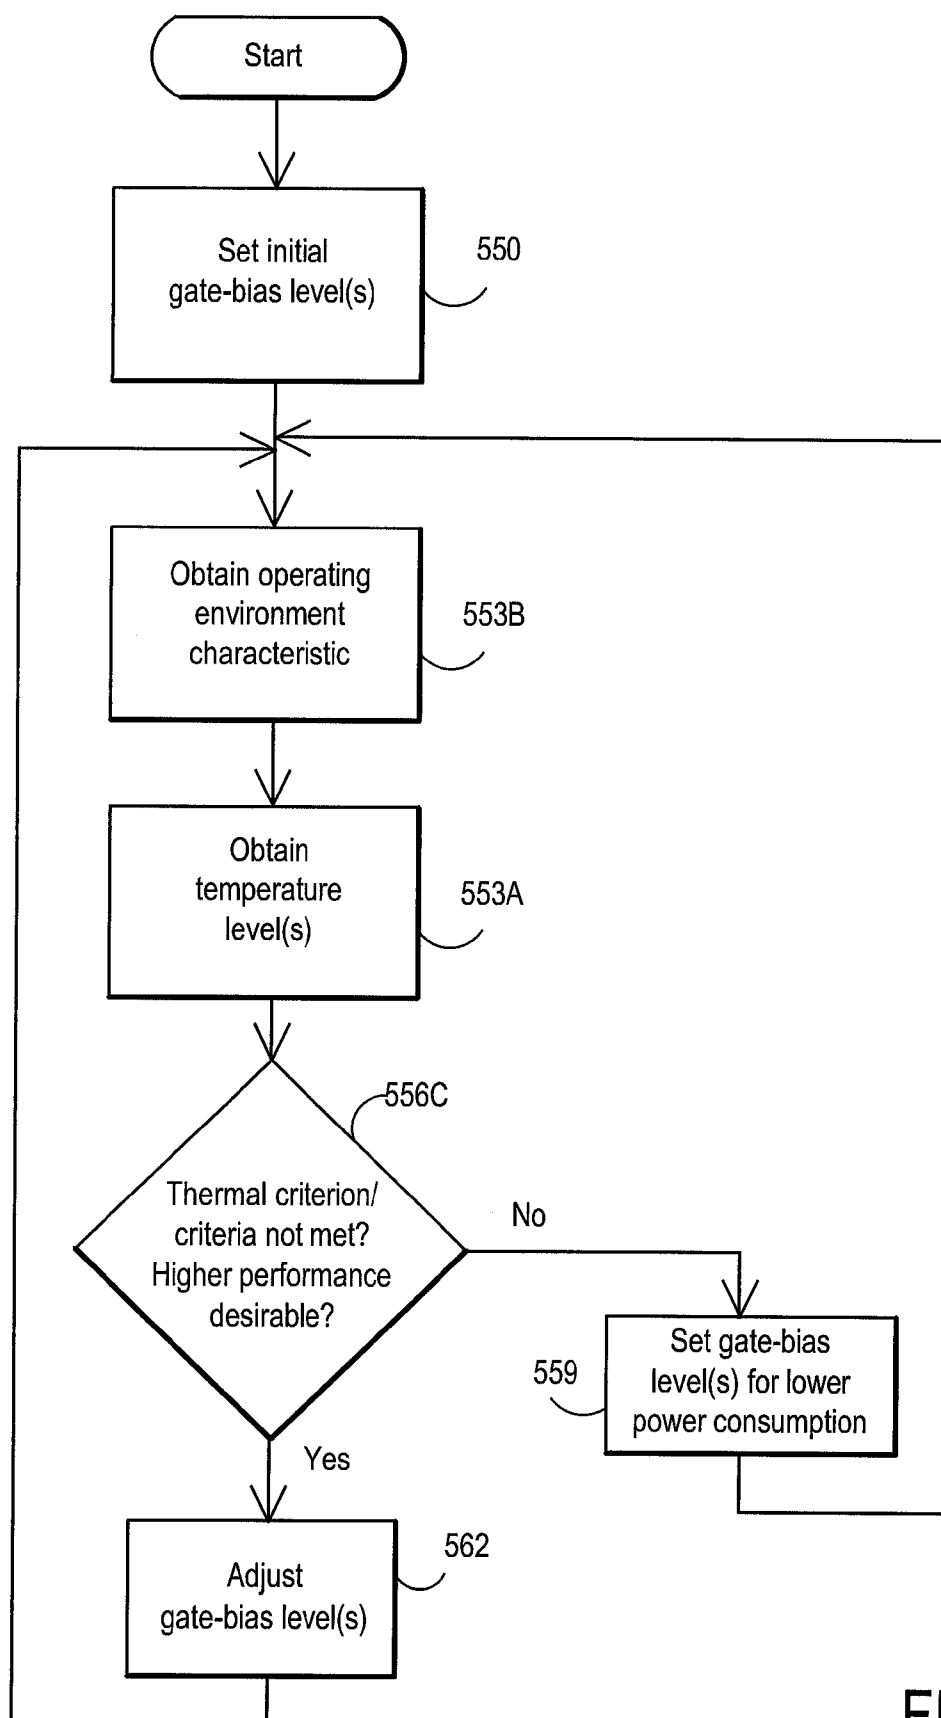 Start
Set initial
gate-bias level(s)
550
Obtain operating
environment
characteristic
553B
Obtain
temperature
level(s)
553A
556C
Thermal criterion/
criteria not met?
Higher performance
desirable?
No
Set gate-bias
level(s) for lower
power consumption
559
Yes
Adjust
gate-bias level(s)
562